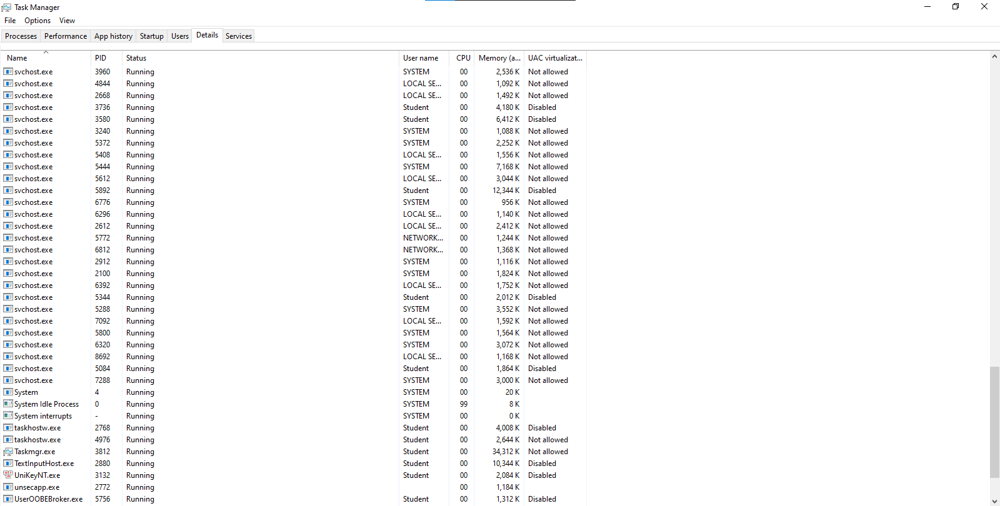 Task Manager
File Options View
Processes Performance App history Startup Users Details Services
Name PID Status User name CPU Memory (a... UAC virtualizat...
svchost.exe 3960 Running SYSTEM 00 2,536 K Not allowed
svchost.exe 4844 Running LOCAL SE... 00 1,092 K Not allowed
svchost.exe 2668 Running LOCAL SE... 00 1,492 K Not allowed
svchost.exe 3736 Running Student 00 4,180 K Disabled
svchost.exe 3580 Running Student 00 6,412 K Disabled
svchost.exe 3240 Running SYSTEM 00 1,088 K Not allowed
svchost.exe 5372 Running SYSTEM 00 2,252 K Not allowed
svchost.exe 5408 Running LOCAL SE... 00 1,556 K Not allowed
svchost.exe 5444 Running SYSTEM 00 7,168 K Not allowed
svchost.exe 5612 Running LOCAL SE... 00 3,044 K Not allowed
svchost.exe 5892 Running Student 00 12,344 K Disabled
svchost.exe 6776 Running SYSTEM 00 956 K Not allowed
svchost.exe 6296 Running LOCAL SE... 00 1,140 K Not allowed
svchost.exe 2612 Running LOCAL SE... 00 2,412 K Not allowed
svchost.exe 5772 Running NETWORK... 00 1,244 K Not allowed
svchost.exe 6812 Running NETWORK... 00 1,368 K Not allowed
svchost.exe 2912 Running SYSTEM 00 1,116 K Not allowed
svchost.exe 2100 Running SYSTEM 00 1,824 K Not allowed
svchost.exe 6392 Running LOCAL SE... 00 1,752 K Not allowed
svchost.exe 5344 Running Student 00 2,012 K Disabled
svchost.exe 5288 Running SYSTEM 00 3,552 K Not allowed
svchost.exe 7092 Running LOCAL SE... 00 1,592 K Not allowed
svchost.exe 5800 Running SYSTEM 00 1,564 K Not allowed
svchost.exe 6320 Running SYSTEM 00 3,072 K Not allowed
svchost.exe 8692 Running LOCAL SE... 00 1,168 K Not allowed
svchost.exe 5084 Running Student 00 1,864 K Disabled
svchost.exe 7288 Running SYSTEM 00 3,000 K Not allowed
System 4 Running SYSTEM 00 20 K
System Idle Process 0 Running SYSTEM 99 8 K
System interrupts - Running SYSTEM 00 0 K
taskhostw.exe 2768 Running Student 00 4,008 K Disabled
taskhostw.exe 4976 Running Student 00 2,644 K Not allowed
Taskmgr.exe 3812 Running Student 00 34,312 K Not allowed
TextInputHost.exe 2880 Running Student 00 10,344 K Disabled
UniKeyNT.exe 3132 Running Student 00 2,084 K Disabled
unsecapp.exe 2772 Running 00 1,184 K
UserOOBEBroker.exe 5756 Running Student 00 1,312 K Disabled